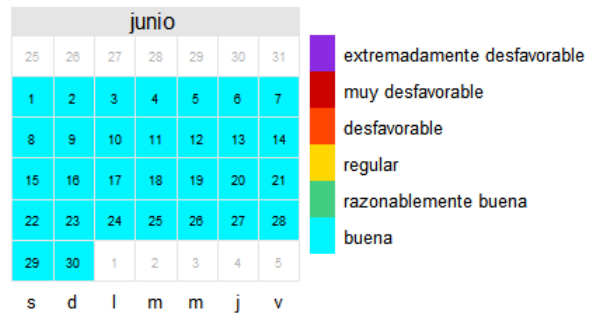 junio
25 26 27 28 29 30 31
1 2 3 4 5 6 7
8 9 10 11 12 13 14
15 16 17 18 19 20 21
22 23 24 25 26 27 28
29 30 1 2 3 4 5
s d l m m j v
extremadamente desfavorable
muy desfavorable
desfavorable
regular
razonablemente buena
buena